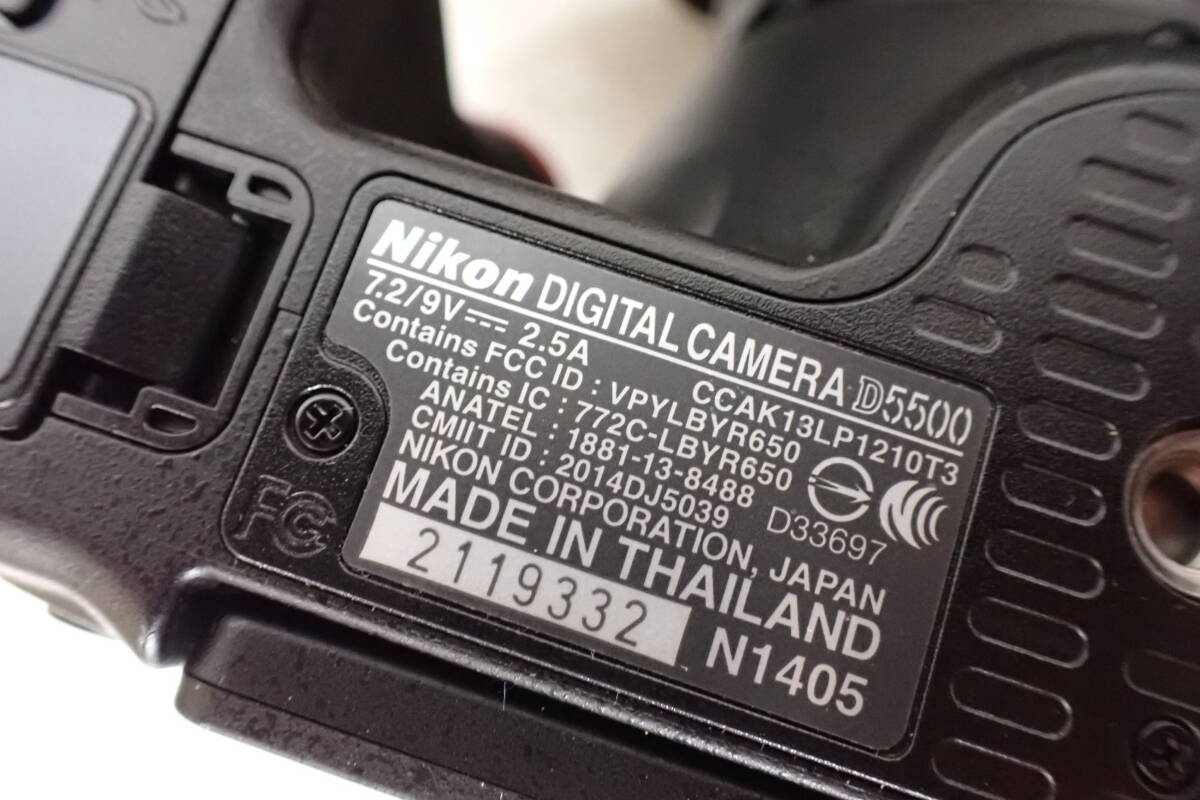 Nikon DIGITAL CAMERA D5500
7.2/9V ⎓ 2.5A CCAK13LP1210T3
Contains FCC ID : VPYLBYR650
Contains IC : 772C-LBYR650
ANATEL : 1881-13-8488
CMIIT ID : 2014DJ5039 D33697
NIKON CORPORATION, JAPAN
MADE IN THAILAND
2119332 N1405
FC